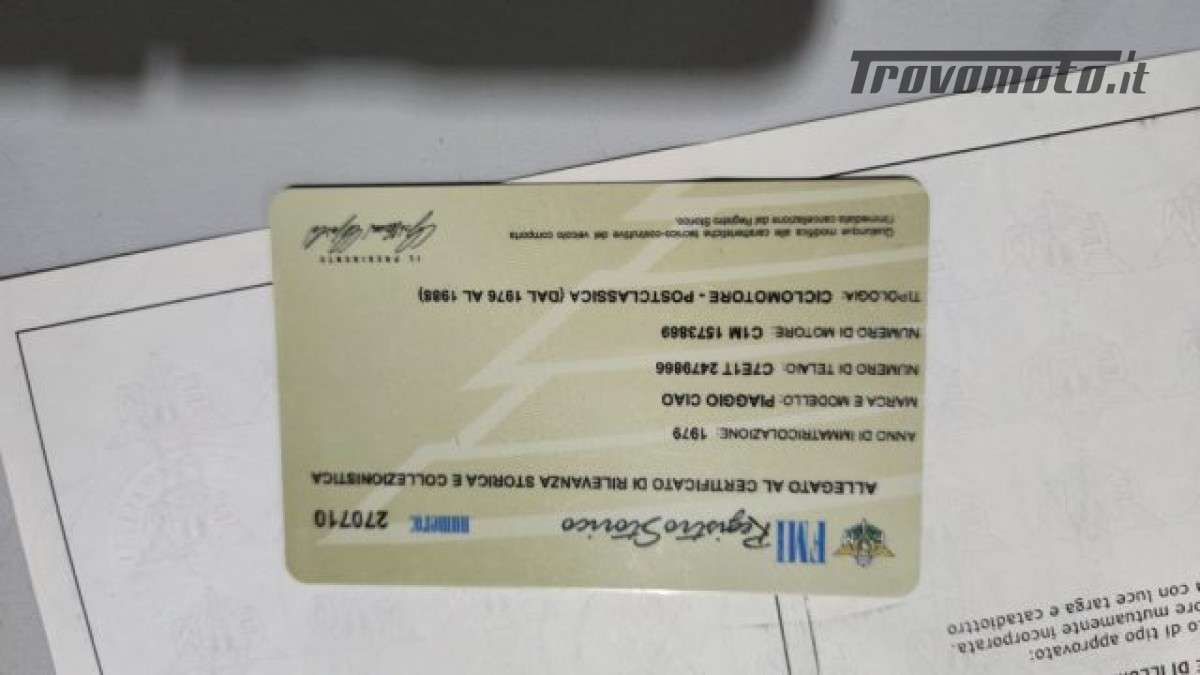 Trovomoto.it
FMI Registro Storico numero 270710
ALLEGATO AL CERTIFICATO DI RILEVANZA STORICA E COLLEZIONISTICA
ANNO DI IMMATRICOLAZIONE: 1979
MARCA E MODELLO: PIAGGIO CIAO
NUMERO DI TELAIO: C7E1T 2479866
NUMERO DI MOTORE: C1M 1573869
TIPOLOGIA: CICLOMOTORE - POSTCLASSICA (DAL 1976 AL 1988)
IL PRESIDENTE
Qualunque modifica alle caratteristiche tecnico-costruttive del veicolo comporta
l'immediata cancellazione dal Registro Storico.
DI
o di tipo approvato:
ore mutuamente incorporata.
con luce targa e catadiottro